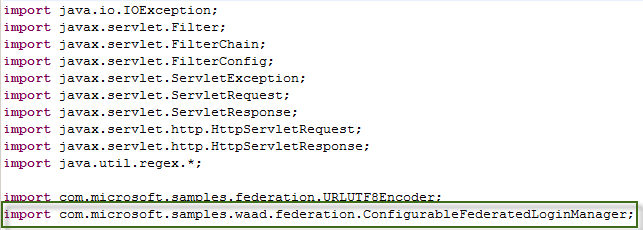 import java.io.IOException;
import javax.servlet.Filter;
import javax.servlet.FilterChain;
import javax.servlet.FilterConfig;
import javax.servlet.ServletException;
import javax.servlet.ServletRequest;
import javax.servlet.ServletResponse;
import javax.servlet.http.HttpServletRequest;
import javax.servlet.http.HttpServletResponse;
import java.util.regex.*;
import com.microsoft.samples.federation.URLUTF8Encoder;
import com.microsoft.samples.waad.federation.ConfigurableFederatedLoginManager;